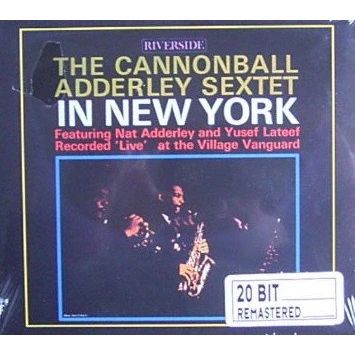 RIVERSIDE
THE CANNONBALL
ADDERLEY SEXTET
IN NEW YORK
Featuring Nat Adderley and Yusef Lateef
Recorded 'Live' at the Village Vanguard
20 BIT
REMASTERED